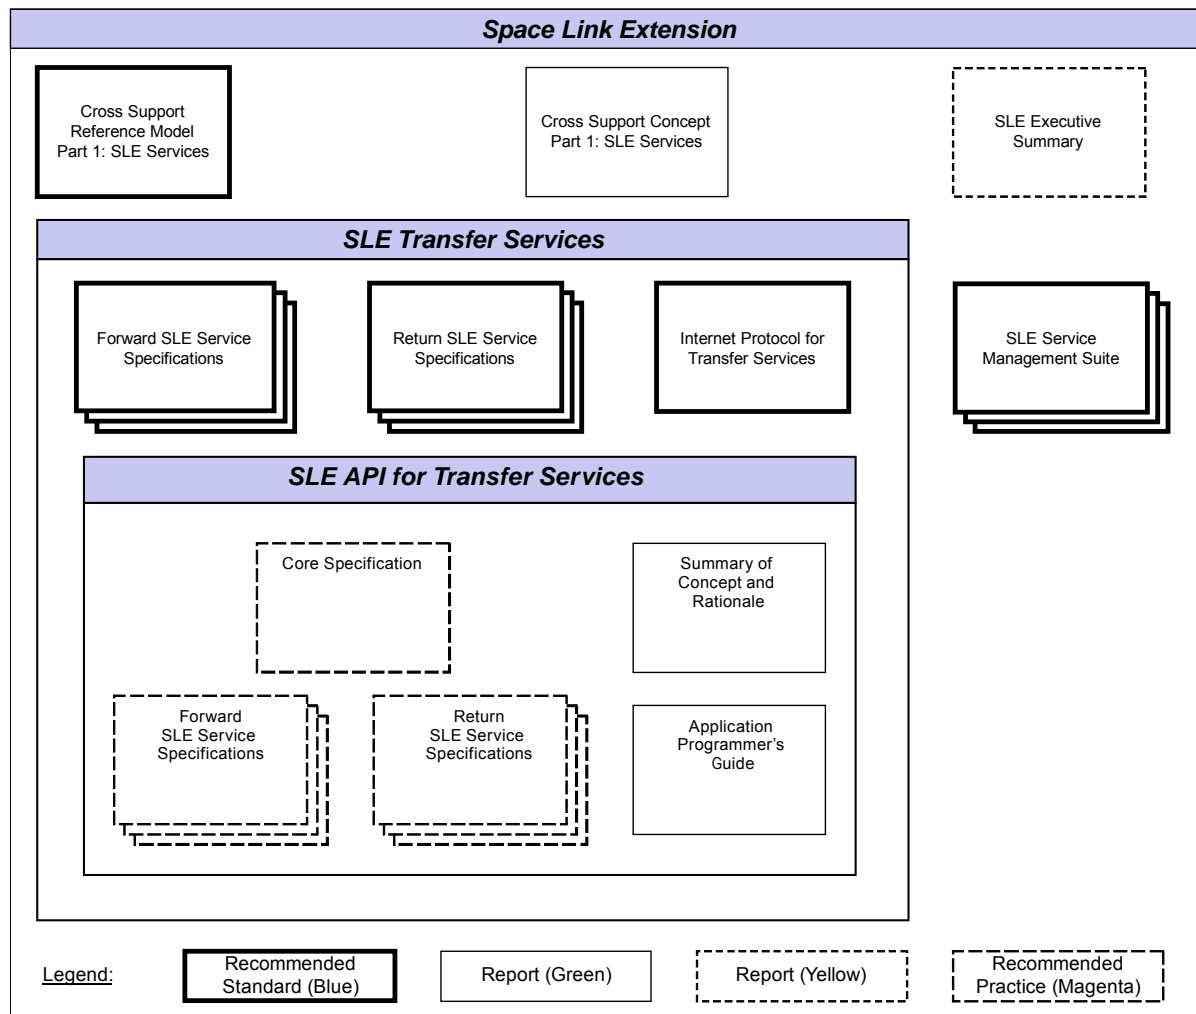 Space Link Extension
Cross Support
Reference Model
Part 1: SLE Services
Cross Support Concept
Part 1: SLE Services
SLE Executive
Summary
SLE Transfer Services
Forward SLE Service
Specifications
Return SLE Service
Specifications
Internet Protocol for
Transfer Services
SLE Service
Management Suite
SLE API for Transfer Services
Core Specification
Summary of
Concept and
Rationale
Forward
SLE Service
Specifications
Return
SLE Service
Specifications
Application
Programmer’s
Guide
Legend:
Recommended
Standard (Blue)
Report (Green)
Report (Yellow)
Recommended
Practice (Magenta)